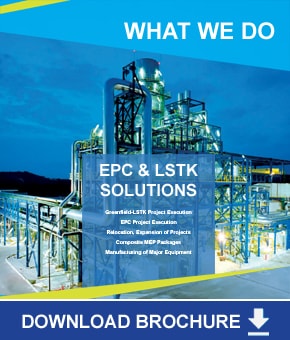 WHAT WE DO
EPC & LSTK
SOLUTIONS
Greenfield-LSTK Project Execution
EPC Project Execution
Relocation, Expansion of Projects
Composite MEP Packages
Manufacturing of Major Equipment
DOWNLOAD BROCHURE